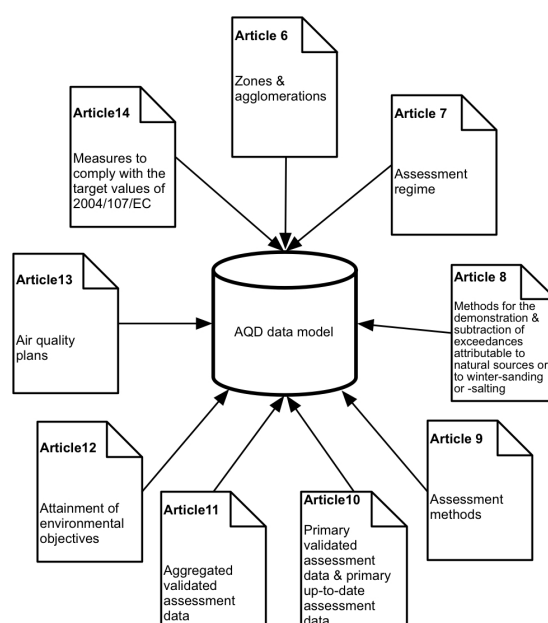 Article 6
Zones &
agglomerations
Article 7
Assessment
regime
Article 8
Methods for the
demonstration &
subtraction of
exceedances
attributable to
natural sources or
to winter-sanding
or -salting
Article 9
Assessment
methods
Article10
Primary
validated
assessment
data & primary
up-to-date
assessment
data
Article11
Aggregated
validated
assessment
data
Article12
Attainment of
environmental
objectives
Article13
Air quality
plans
Article14
Measures to
comply with the
target values of
2004/107/EC
AQD data model